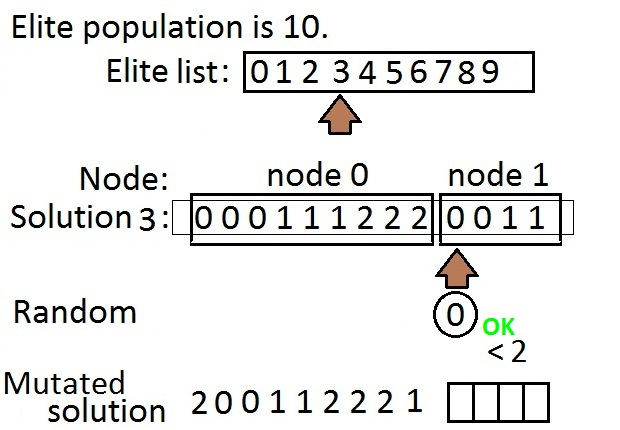 Elite population is 10.
Elite list: 0 1 2 3 4 5 6 7 8 9
Node: node 0 node 1
Solution 3: 0 0 0 1 1 1 2 2 2 0 0 1 1
Random 0 OK
< 2
Mutated
solution 2 0 0 1 1 2 2 2 1